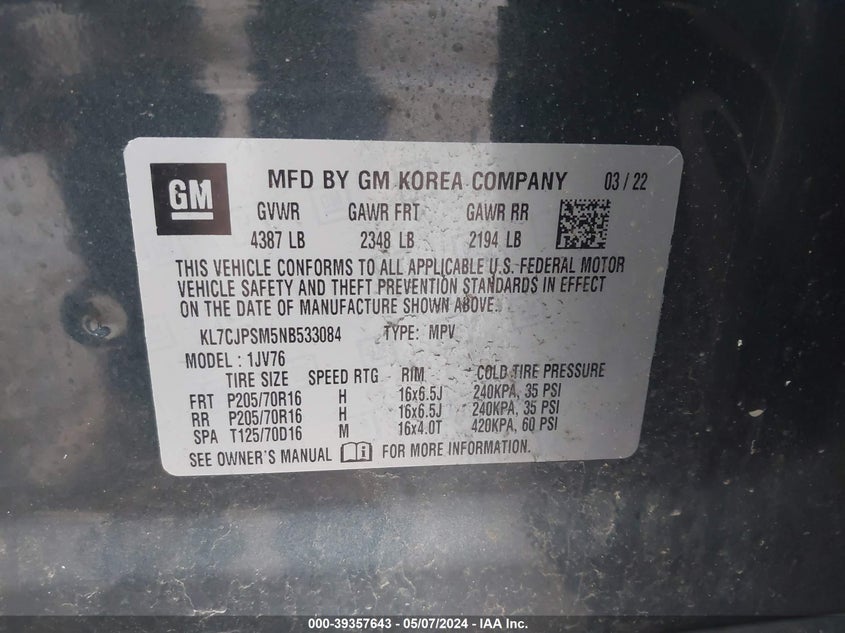 GM
MFD BY GM KOREA COMPANY 03 / 22
GVWR GAWR FRT GAWR RR
4387 LB 2348 LB 2194 LB
THIS VEHICLE CONFORMS TO ALL APPLICABLE U.S. FEDERAL MOTOR
VEHICLE SAFETY AND THEFT PREVENTION STANDARDS IN EFFECT
ON THE DATE OF MANUFACTURE SHOWN ABOVE.
KL7CJPSM5NB533084 TYPE: MPV
MODEL : 1JV76
TIRE SIZE SPEED RTG RIM COLD TIRE PRESSURE
FRT P205/70R16 H 16x6.5J 240KPA, 35 PSI
RR P205/70R16 H 16x6.5J 240KPA, 35 PSI
SPA T125/70D16 M 16x4.0T 420KPA, 60 PSI
SEE OWNER'S MANUAL FOR MORE INFORMATION.
000-39357643 - 05/07/2024 - IAA Inc.